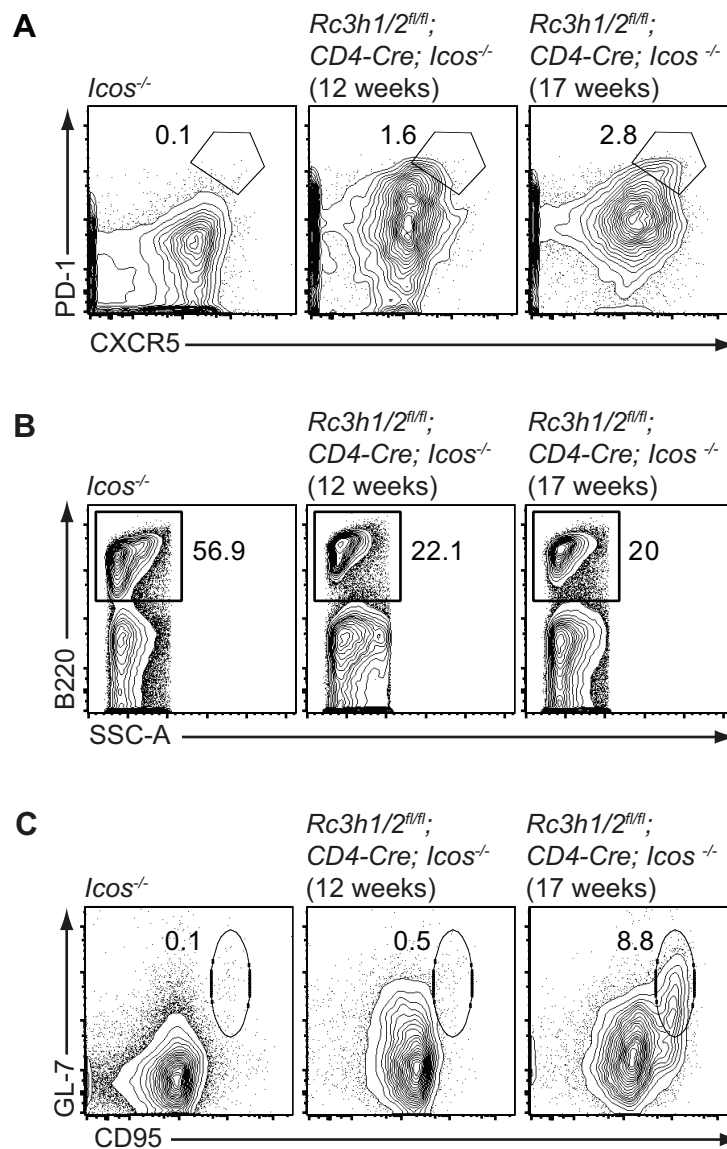 A
Icos-/-
Rc3h1/2fl/fl;
CD4-Cre; Icos-/-
(12 weeks)
Rc3h1/2fl/fl;
CD4-Cre; Icos -/-
(17 weeks)
0.1
1.6
2.8
PD-1
CXCR5
B
Icos-/-
Rc3h1/2fl/fl;
CD4-Cre; Icos-/-
(12 weeks)
Rc3h1/2fl/fl;
CD4-Cre; Icos -/-
(17 weeks)
56.9
22.1
20
B220
SSC-A
C
Icos-/-
Rc3h1/2fl/fl;
CD4-Cre; Icos-/-
(12 weeks)
Rc3h1/2fl/fl;
CD4-Cre; Icos -/-
(17 weeks)
0.1
0.5
8.8
GL-7
CD95